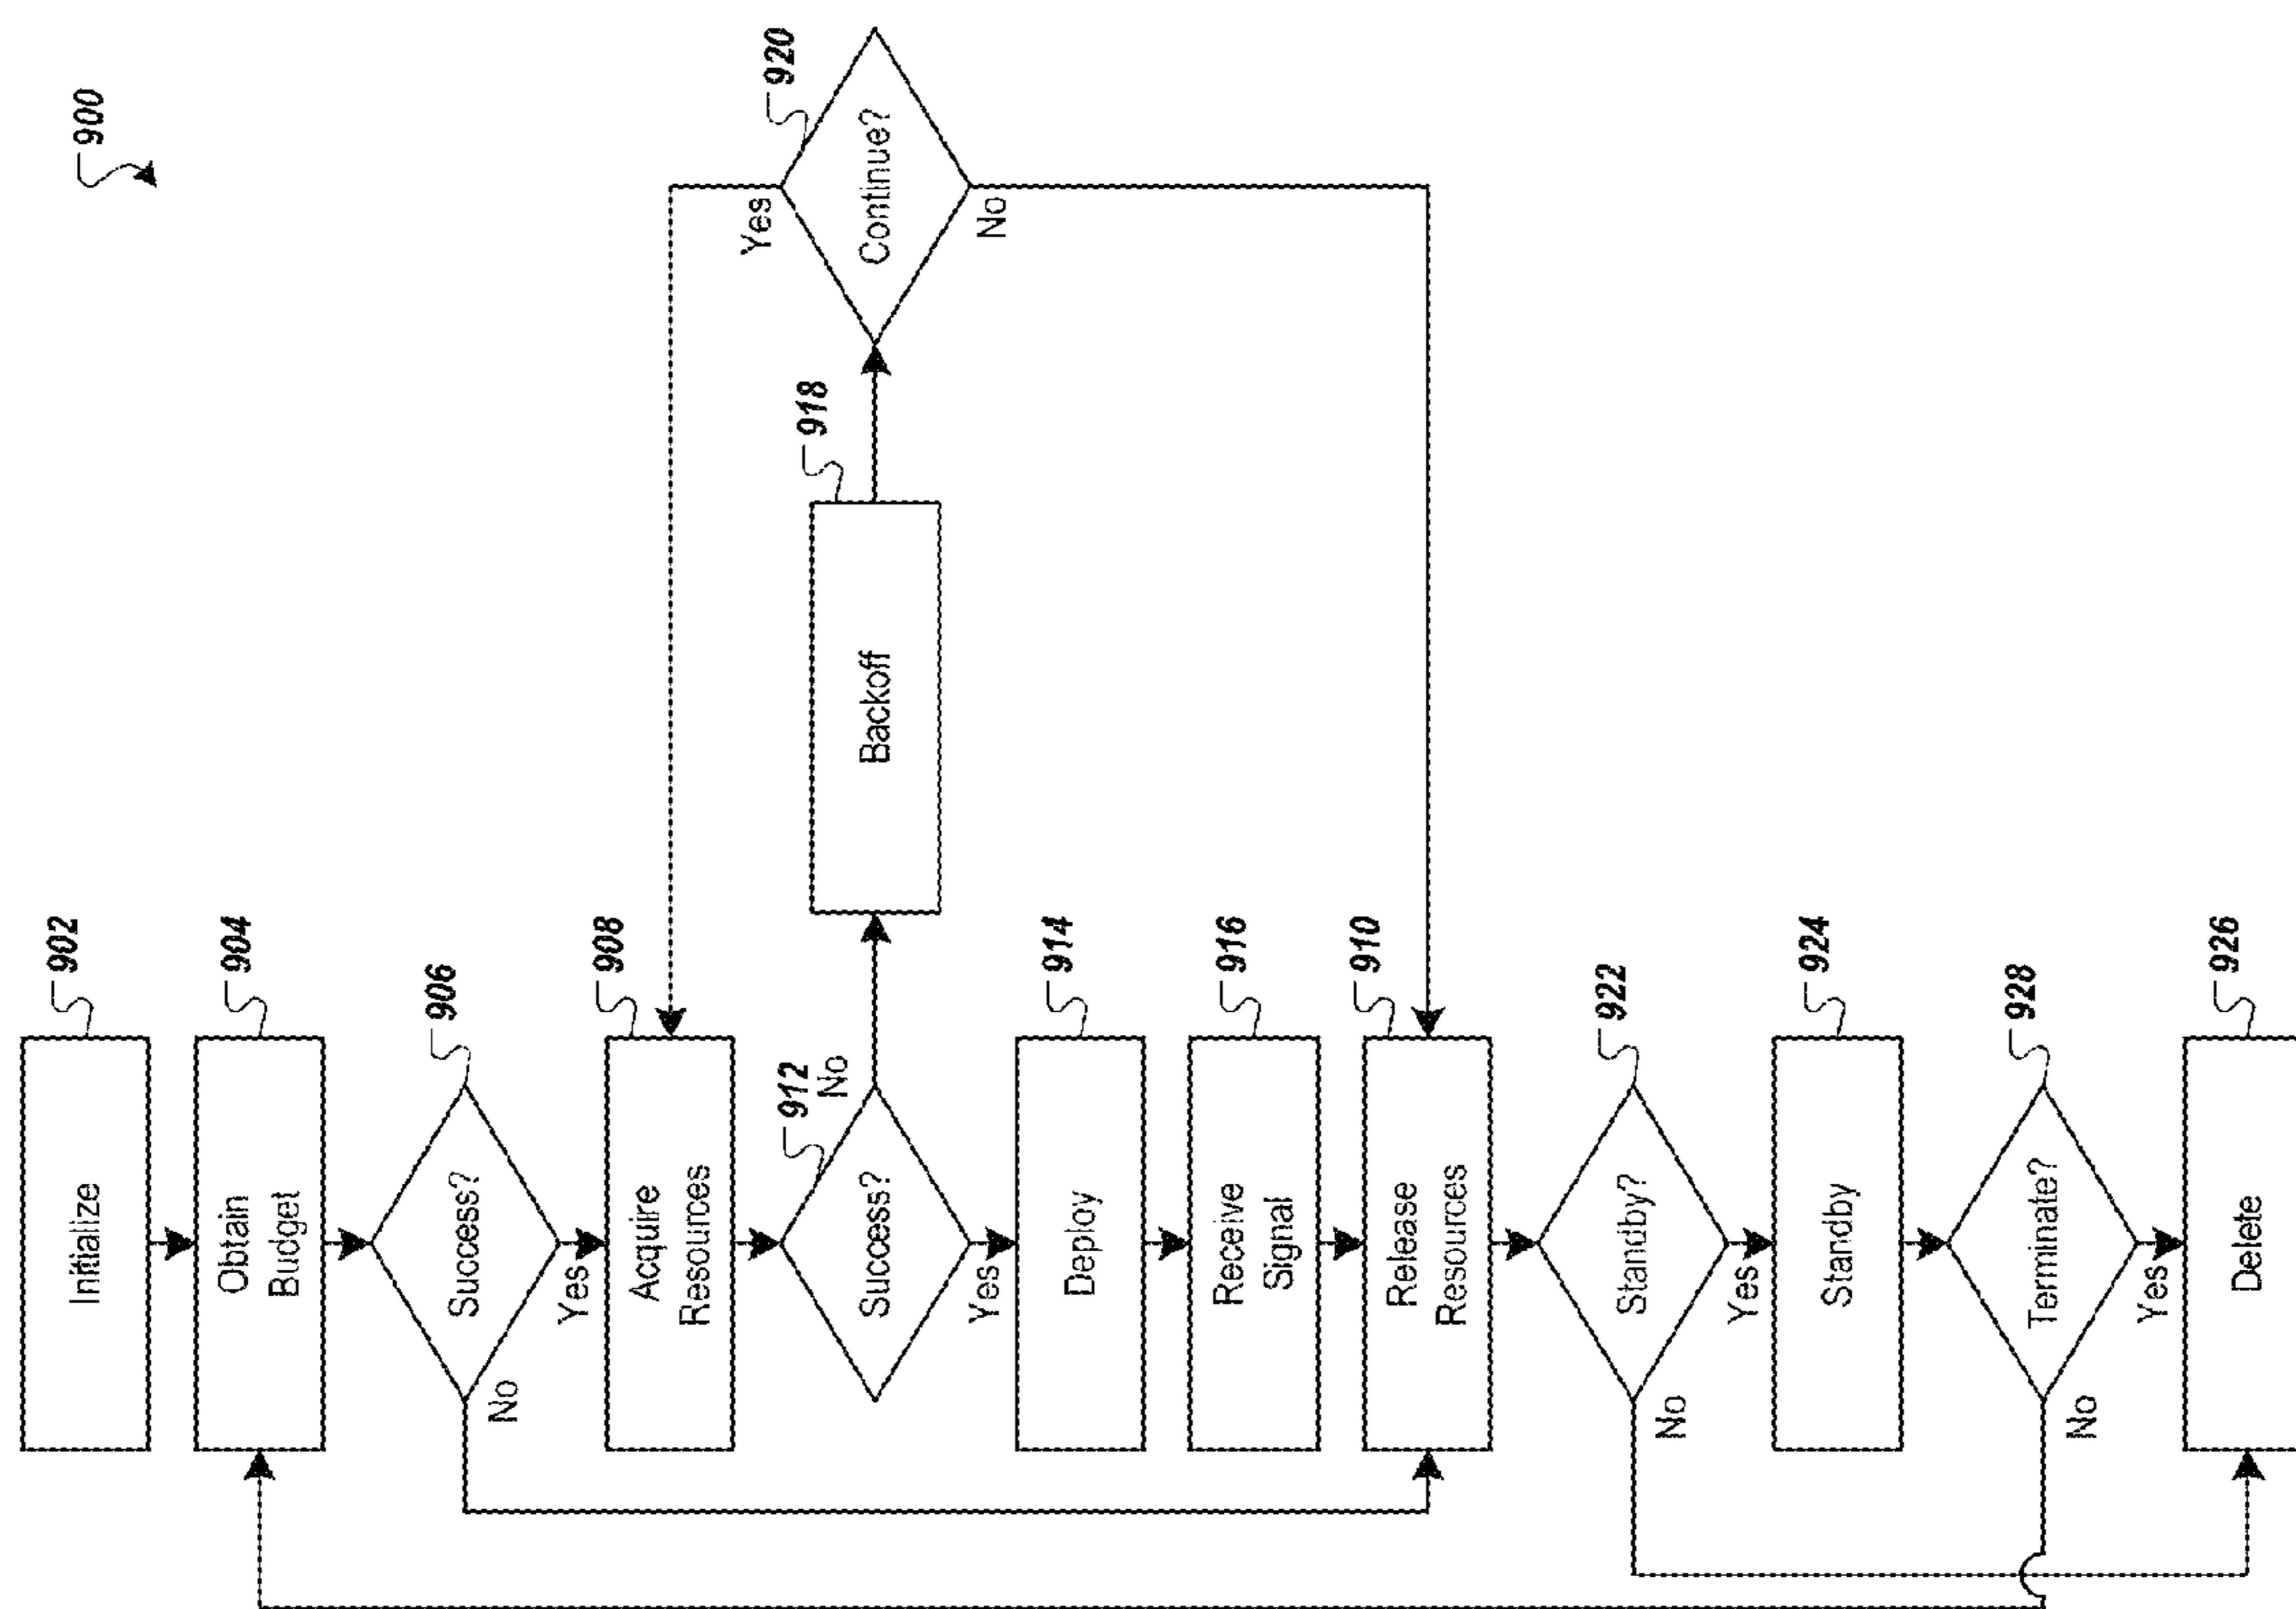 900
Initialize
902
Obtain
Budget
904
Success?
906
No
Yes
Acquire
Resources
908
Success?
912
No
Yes
Backoff
918
Continue?
920
Yes
No
Deploy
914
Receive
Signal
916
Release
Resources
910
Standby?
922
No
Yes
Standby
924
Terminate?
928
No
Yes
Delete
926